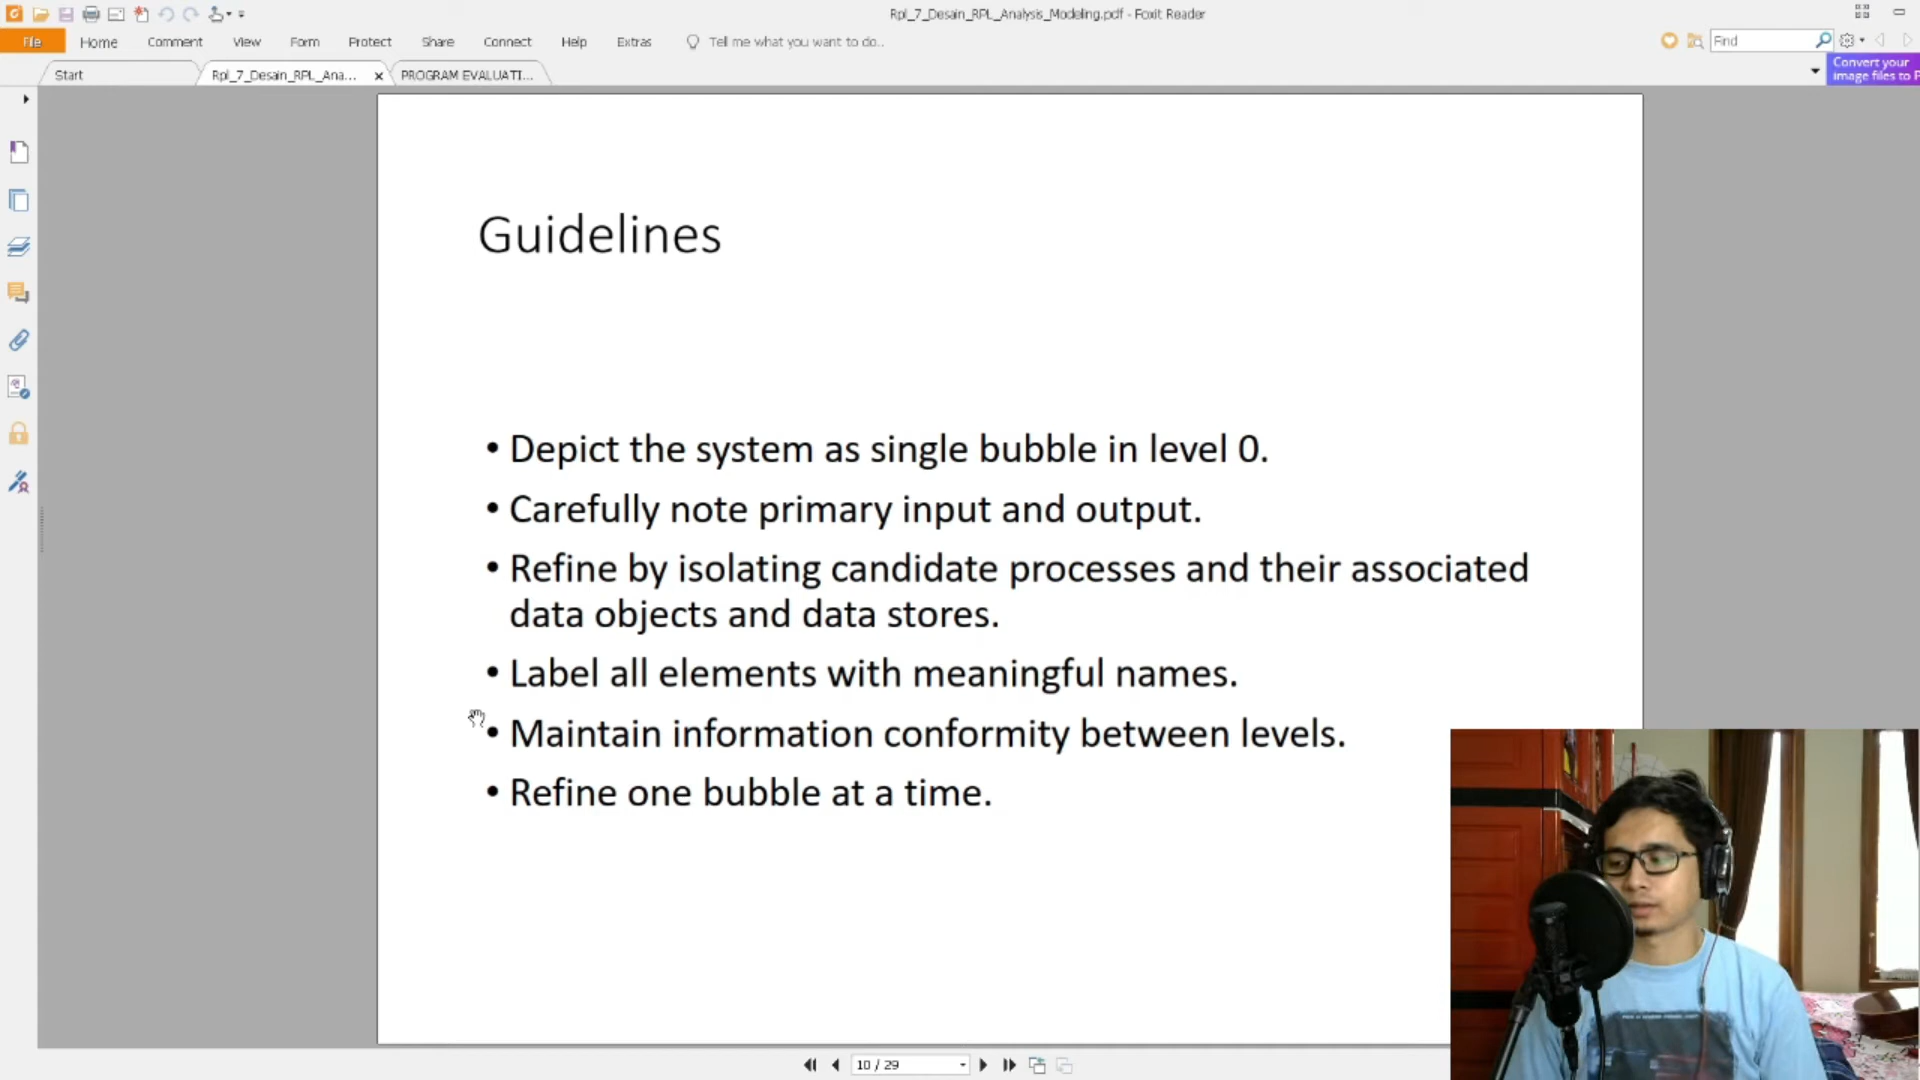 Rpl_7_Desain_RPL_Analysis_Modeling.pdf - Foxit Reader
File Home Comment View Form Protect Share Connect Help Extras Tell me what you want to do.. Find
Start Rpl_7_Desain_RPL_Ana... PROGRAM EVALUATI...
Convert your
image files to P
Guidelines
• Depict the system as single bubble in level 0.
• Carefully note primary input and output.
• Refine by isolating candidate processes and their associated
data objects and data stores.
• Label all elements with meaningful names.
• Maintain information conformity between levels.
• Refine one bubble at a time.
10 / 29